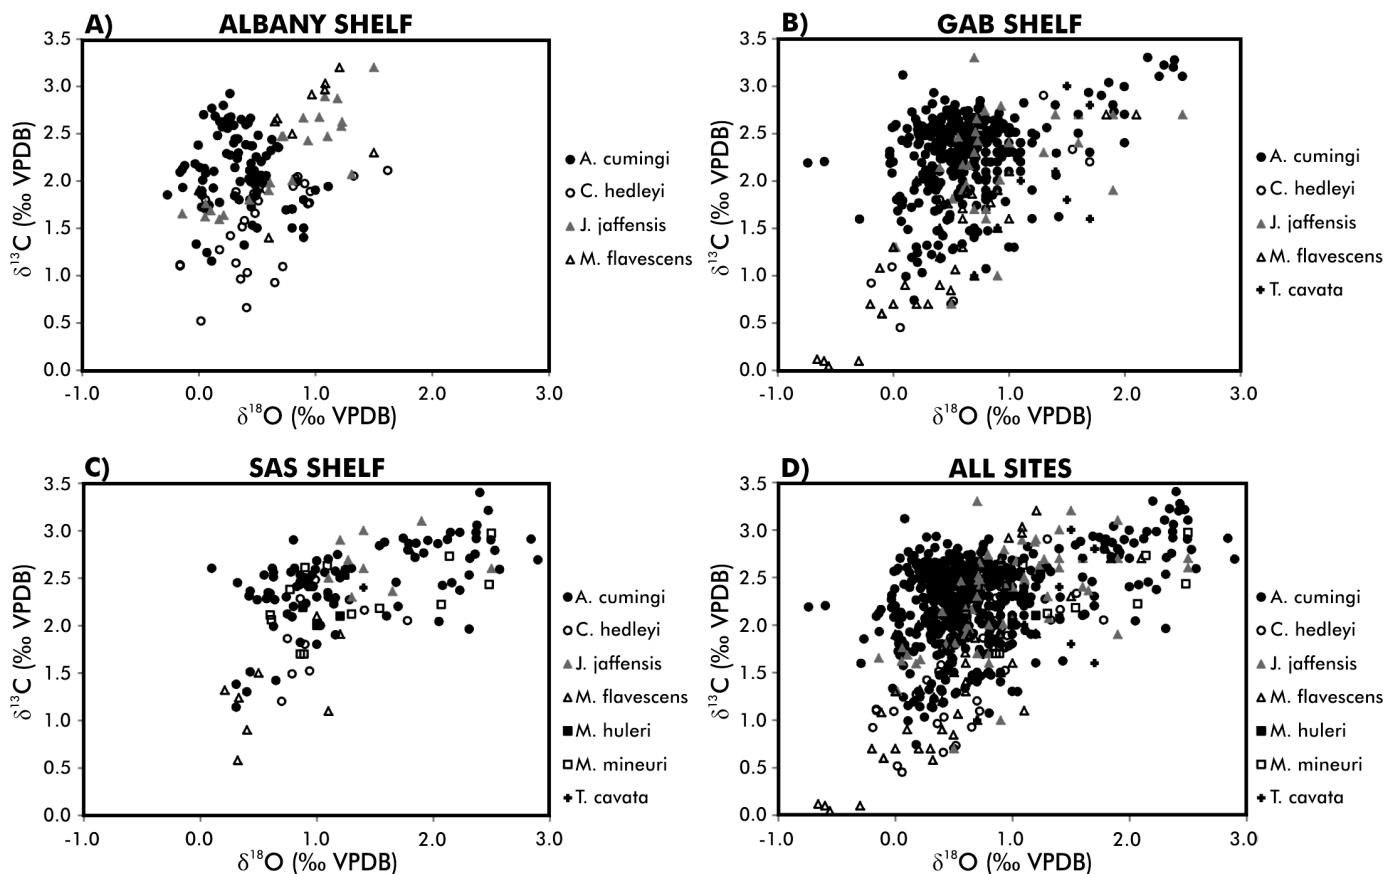 A) ALBANY SHELF
3.5
3.0
2.5
2.0
1.5
1.0
0.5
0.0
δ¹³C (‰ VPDB)
-1.0 0.0 1.0 2.0 3.0
δ¹⁸O (‰ VPDB)
A. cumingi
C. hedleyi
J. jaffensis
M. flavescens
B) GAB SHELF
3.5
3.0
2.5
2.0
1.5
1.0
0.5
0.0
δ¹³C (‰ VPDB)
-1.0 0.0 1.0 2.0 3.0
δ¹⁸O (‰ VPDB)
A. cumingi
C. hedleyi
J. jaffensis
M. flavescens
T. cavata
C) SAS SHELF
3.5
3.0
2.5
2.0
1.5
1.0
0.5
0.0
δ¹³C (‰ VPDB)
-1.0 0.0 1.0 2.0 3.0
δ¹⁸O (‰ VPDB)
A. cumingi
C. hedleyi
J. jaffensis
M. flavescens
M. huleri
M. mineuri
T. cavata
D) ALL SITES
3.5
3.0
2.5
2.0
1.5
1.0
0.5
0.0
δ¹³C (‰ VPDB)
-1.0 0.0 1.0 2.0 3.0
δ¹⁸O (‰ VPDB)
A. cumingi
C. hedleyi
J. jaffensis
M. flavescens
M. huleri
M. mineuri
T. cavata